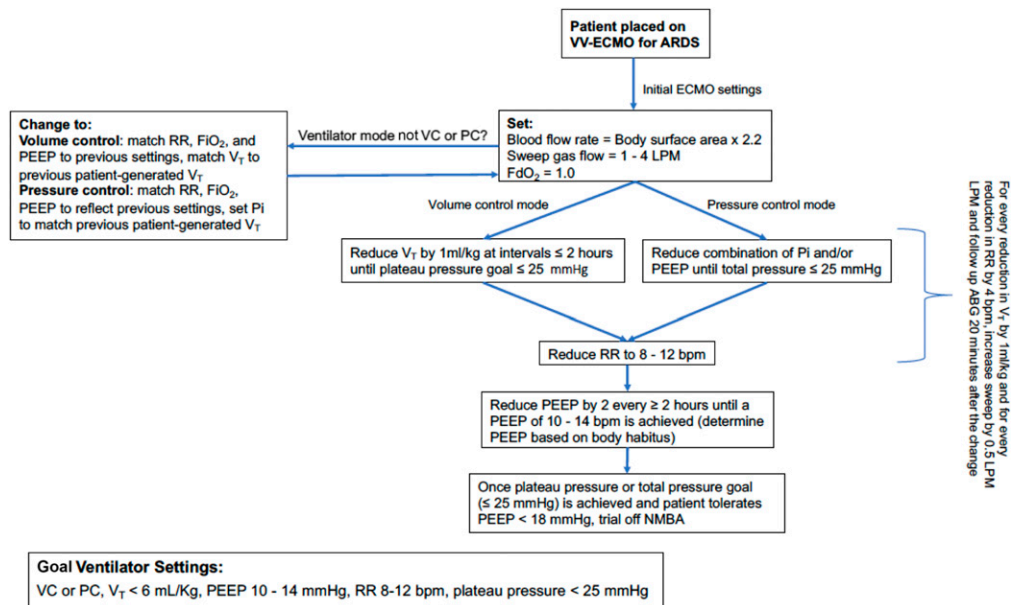 Patient placed on
VV-ECMO for ARDS
Initial ECMO settings
Change to:
Volume control: match RR, FiO₂, and
PEEP to previous settings, match V_T to
previous patient-generated V_T
Pressure control: match RR, FiO₂,
PEEP to reflect previous settings, set Pi
to match previous patient-generated V_T
Ventilator mode not VC or PC?
Set:
Blood flow rate = Body surface area x 2.2
Sweep gas flow = 1 - 4 LPM
FdO₂ = 1.0
Volume control mode
Pressure control mode
Reduce V_T by 1ml/kg at intervals ≤ 2 hours
until plateau pressure goal ≤ 25 mmHg
Reduce combination of Pi and/or
PEEP until total pressure ≤ 25 mmHg
For every reduction in V_T by 1ml/kg and for every
reduction in RR by 4 bpm, increase sweep by 0.5 LPM
LPM and follow up ABG 20 minutes after the change
Reduce RR to 8 - 12 bpm
Reduce PEEP by 2 every ≥ 2 hours until a
PEEP of 10 - 14 bpm is achieved (determine
PEEP based on body habitus)
Once plateau pressure or total pressure goal
(≤ 25 mmHg) is achieved and patient tolerates
PEEP < 18 mmHg, trial off NMBA
Goal Ventilator Settings:
VC or PC, V_T < 6 mL/Kg, PEEP 10 - 14 mmHg, RR 8-12 bpm, plateau pressure < 25 mmHg